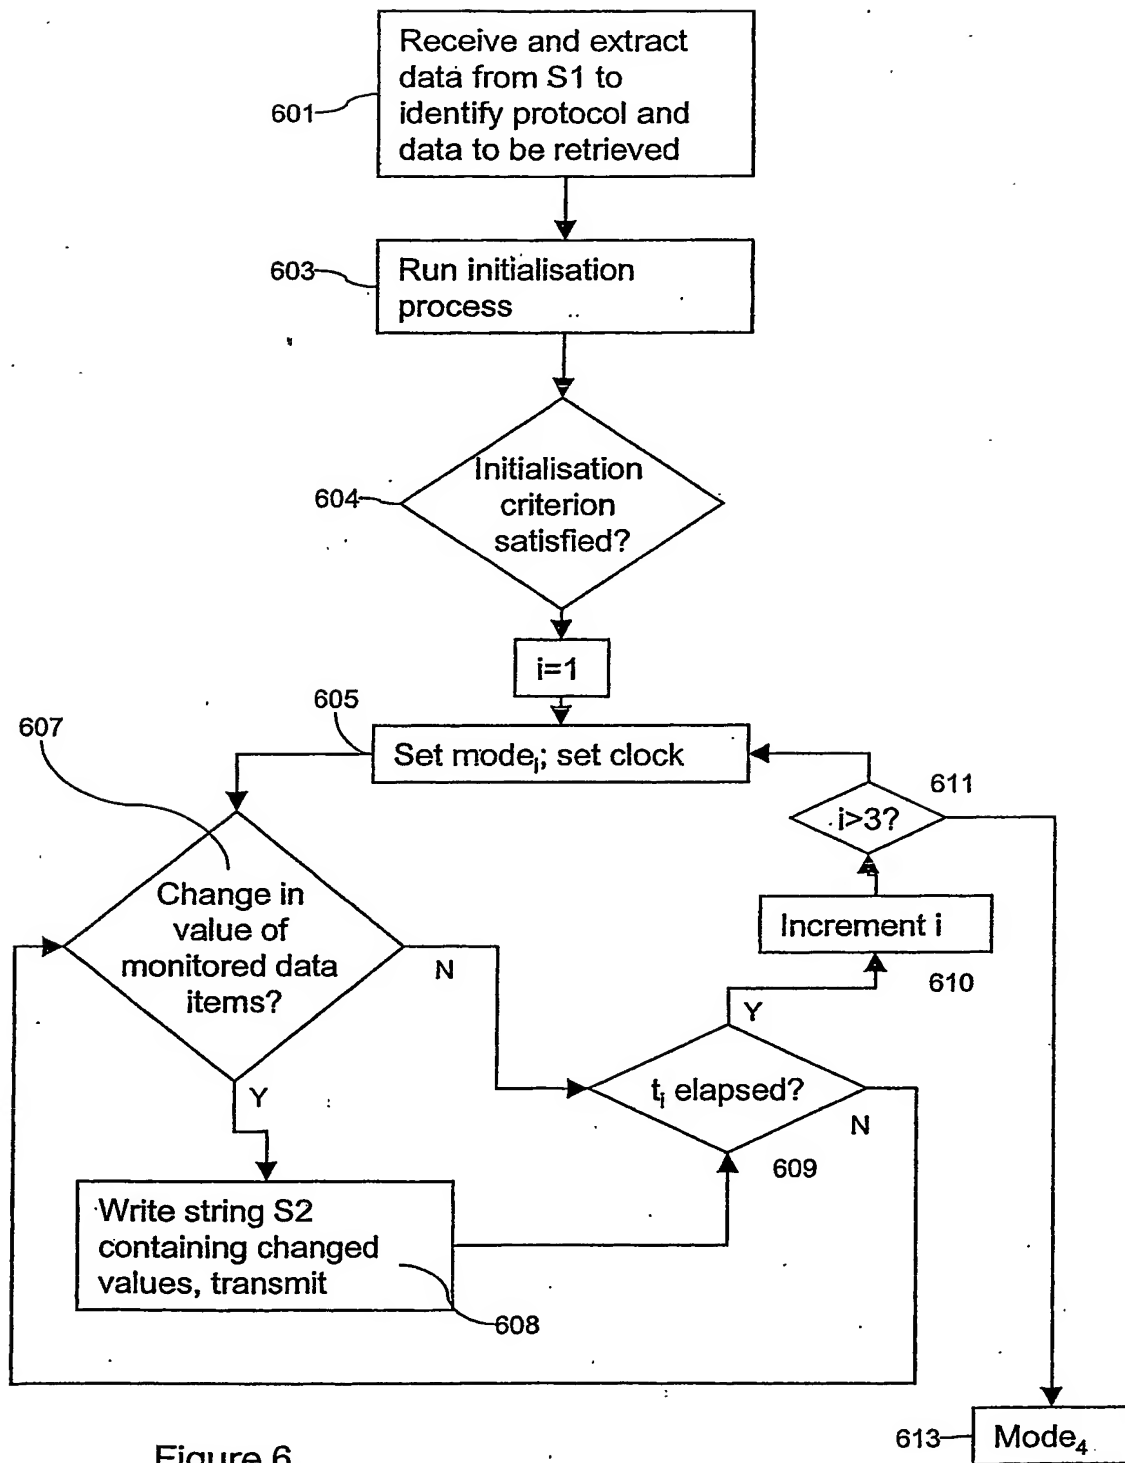 Receive and extract
data from S1 to
identify protocol and
data to be retrieved
601
Run initialisation
process
603
Initialisation
criterion
satisfied?
604
i=1
605
Set modeᵢ; set clock
607
611
i>3?
Change in
value of
monitored data
items?
N
Y
Increment i
610
Y
tᵢ elapsed?
N
609
Write string S2
containing changed
values, transmit
608
613
Mode₄
Figure 6